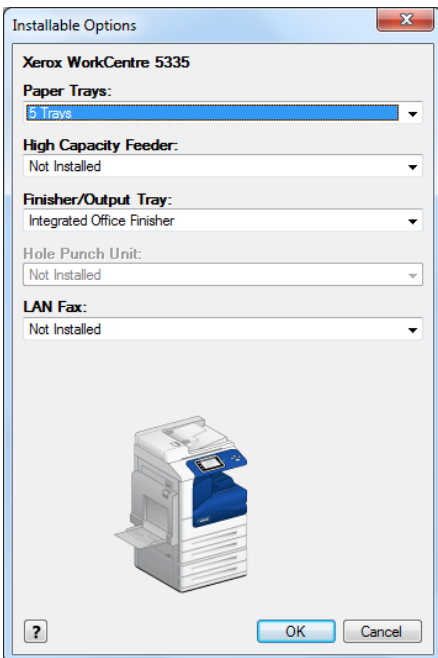 Installable Options
Xerox WorkCentre 5335
Paper Trays:
5 Trays
High Capacity Feeder:
Not Installed
Finisher/Output Tray:
Integrated Office Finisher
Hole Punch Unit:
Not Installed
LAN Fax:
Not Installed
?
OK
Cancel